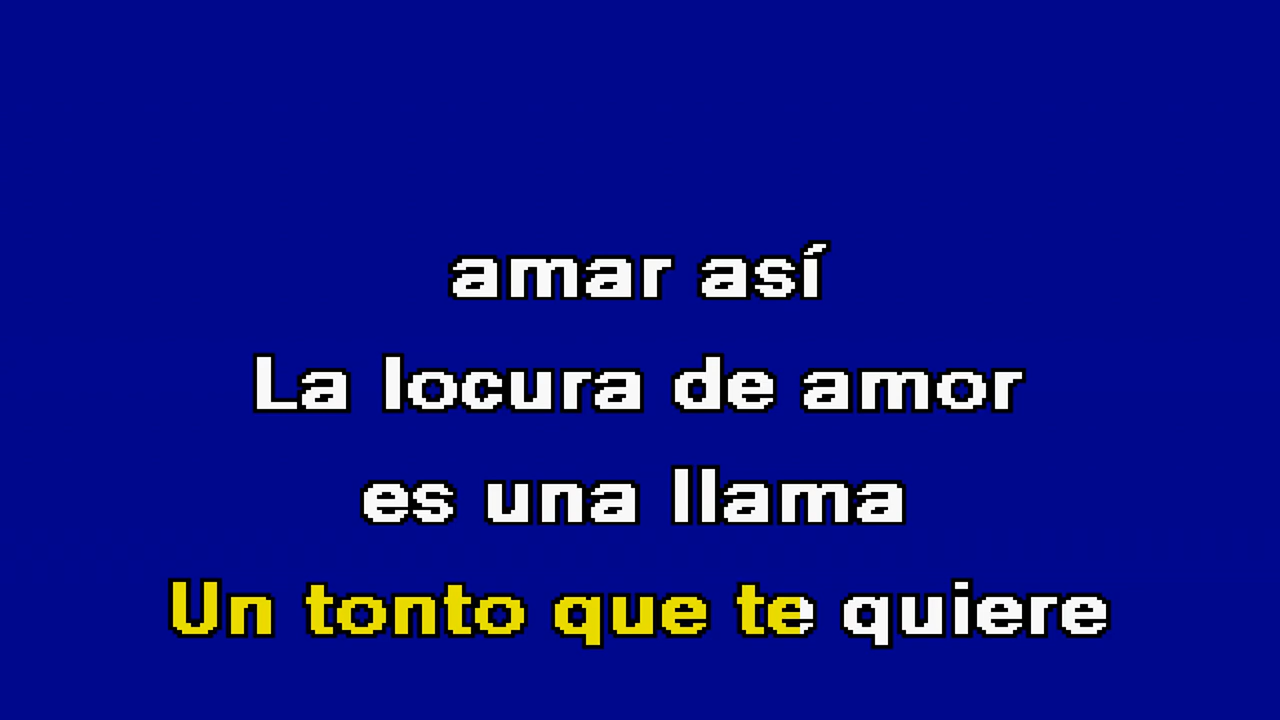 amar así
La locura de amor
es una llama
Un tonto que te quiere